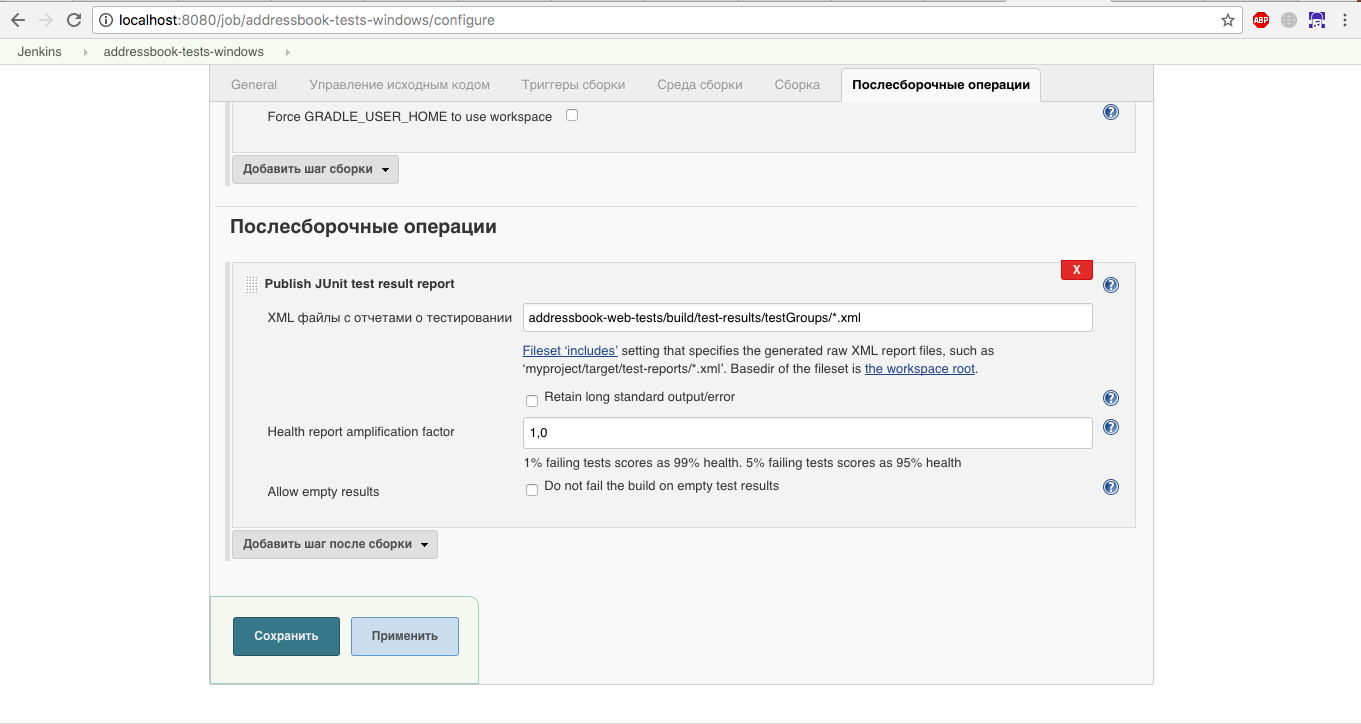 localhost:8080/job/addressbook-tests-windows/configure
ABP
Jenkins addressbook-tests-windows
General Управление исходным кодом Триггеры сборки Среда сборки Сборка Послесборочные операции
Force GRADLE_USER_HOME to use workspace
?
Добавить шаг сборки
Послесборочные операции
X
Publish JUnit test result report
?
XML файлы с отчетами о тестировании addressbook-web-tests/build/test-results/testGroups/*.xml
Fileset ‘includes’ setting that specifies the generated raw XML report files, such as
‘myproject/target/test-reports/*.xml’. Basedir of the fileset is the workspace root.
Retain long standard output/error
?
Health report amplification factor 1,0
?
1% failing tests scores as 99% health. 5% failing tests scores as 95% health
Allow empty results Do not fail the build on empty test results
?
Добавить шаг после сборки
Сохранить Применить